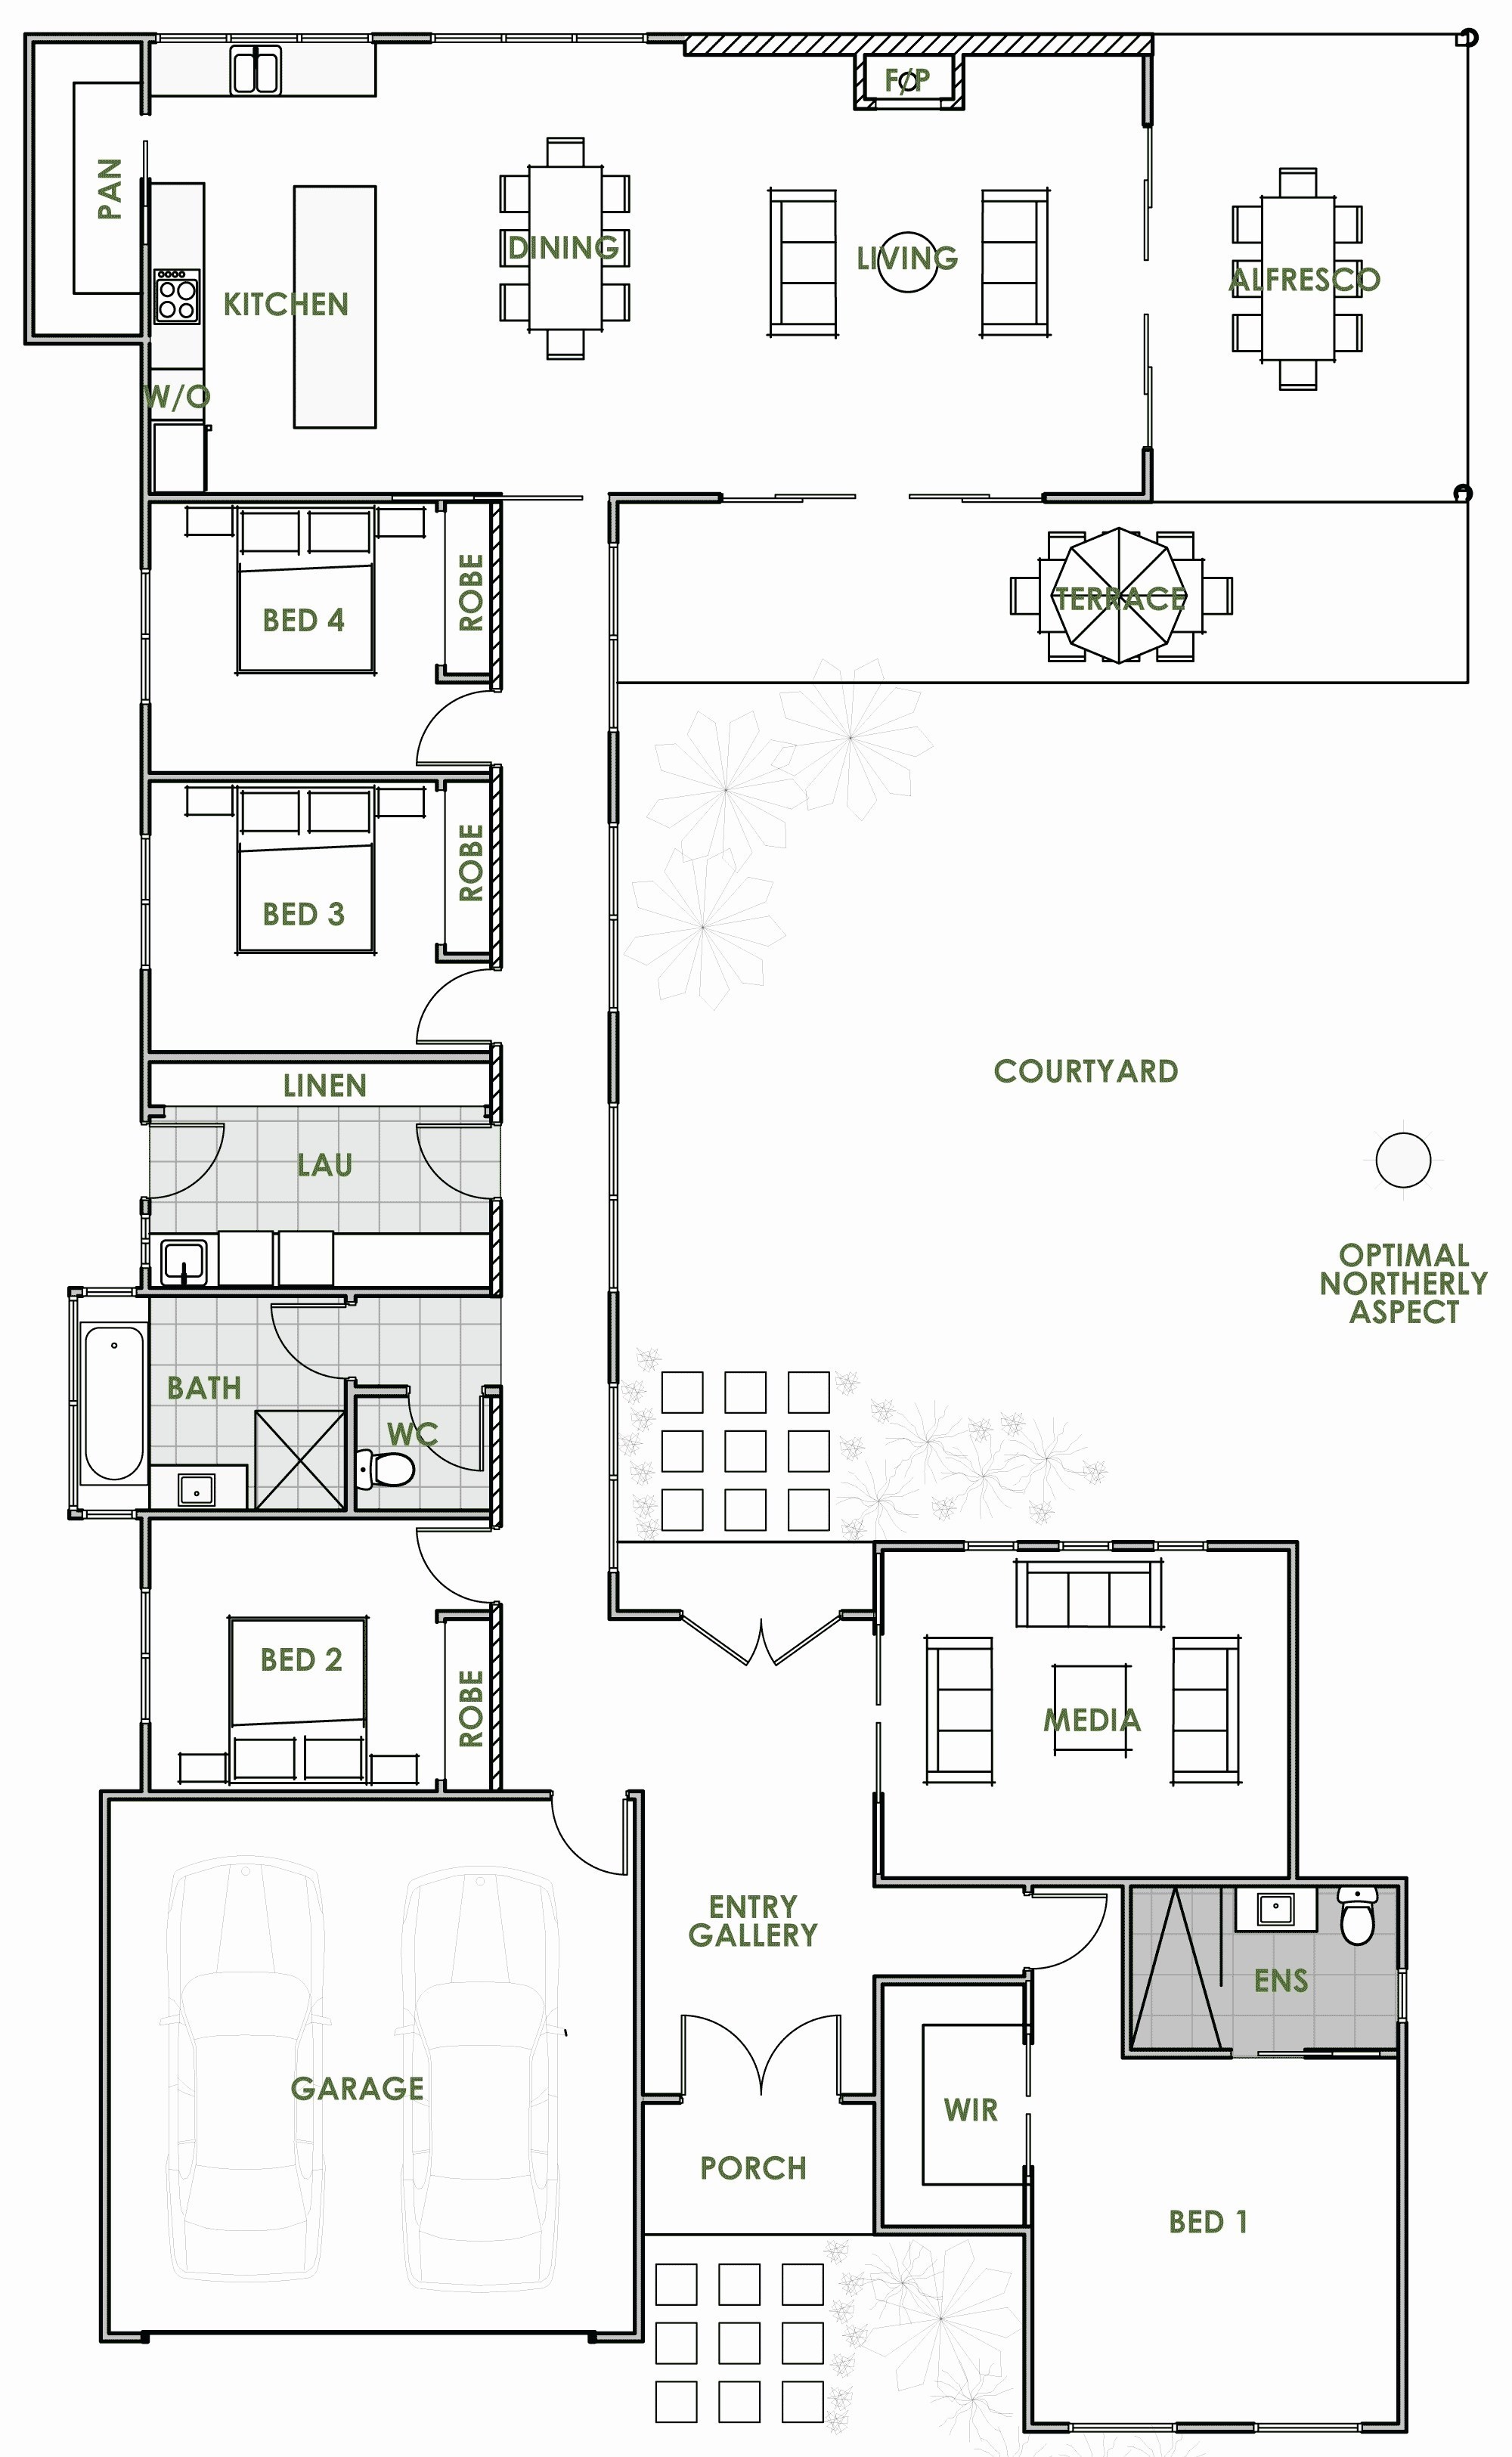 F/P
PAN
DINING
LIVING
ALFRESCO
KITCHEN
W/O
BED 4
ROBE
TERRACE
BED 3
ROBE
COURTYARD
LINEN
LAU
OPTIMAL
NORTHERLY
ASPECT
BATH
WC
BED 2
ROBE
MEDIA
ENTRY
GALLERY
ENS
GARAGE
WIR
PORCH
BED 1